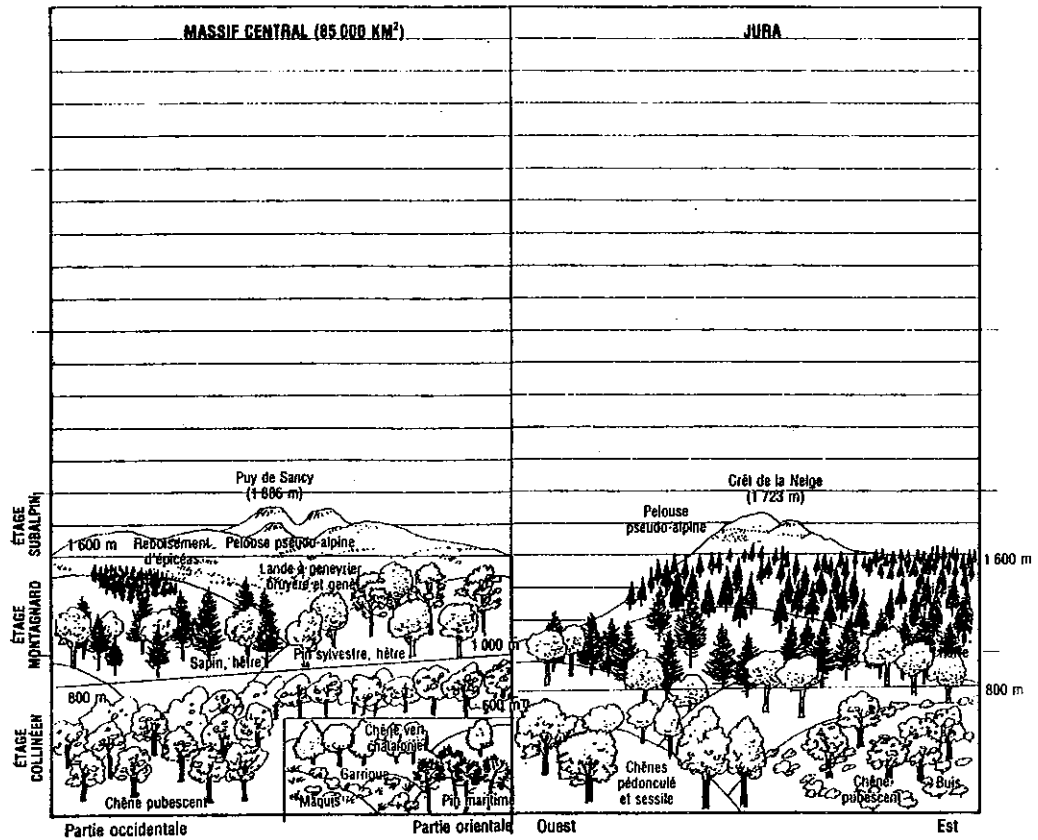 MASSIF CENTRAL (85 000 KM²)
JURA
Puy de Sancy
(1 886 m)
Crêt de la Neige
(1 723 m)
Pelouse
pseudo-alpine
ÉTAGE
SUBALPIN
1 600 m
Reboisement
d'épicéas
Pelouse pseudo-alpine
Lande à genévrier
bruyère et genêt
1 600 m
ÉTAGE
MONTAGNARD
Sapin, hêtre
Pin sylvestre, hêtre
1 000 m
800 m
600 m
800 m
ÉTAGE
COLLINÉEN
Chêne vert
châtaignier
Garrigue
Maquis
Pin maritime
Chêne pubescent
Chênes
pédonculé
et sessile
Chêne
pubescent
Buis
Partie occidentale
Partie orientale
Ouest
Est